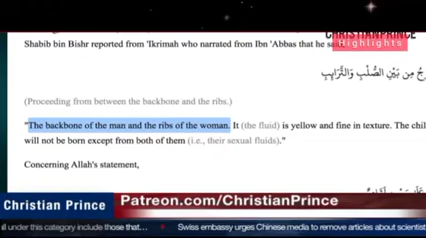 CHRISTIANPRINCE
Highlights
Shabib bin Bishr reported from 'Ikrimah who narrated from Ibn 'Abbas that he said
مِن بَيْنِ الصُّلْبِ وَالتَّرَائِبِ
(Proceeding from between the backbone and the ribs.)
"The backbone of the man and the ribs of the woman. It (the fluid) is yellow and fine in texture. The chil
will not be born except from both of them (i.e., their sexual fluids)."
Concerning Allah's statement,
Christian Prince
Patreon.com/ChristianPrince
ll under this category include those that…
Swiss embassy urges Chinese media to remove articles about scientist